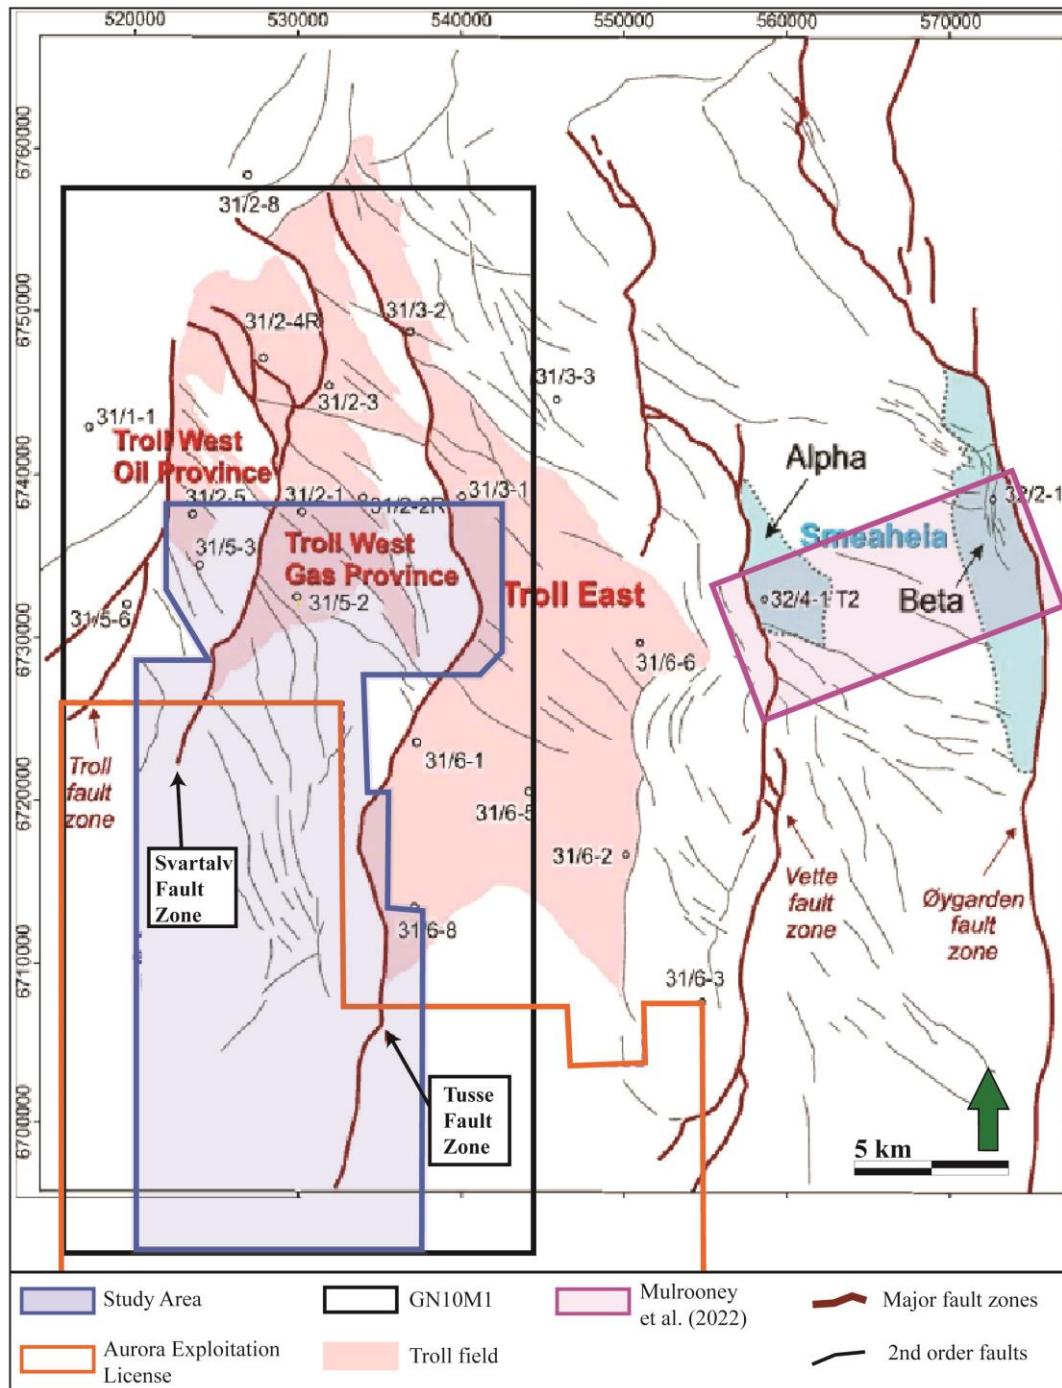 520000
530000
540000
550000
560000
570000
6760000
6750000
6740000
6730000
6720000
6710000
6700000
31/2-8
31/2-4R
31/3-2
31/3-3
31/2-3
31/1-1
Troll West
Oil Province
31/2-5
31/2-1
31/2-2R
31/3-1
Alpha
Smeaheia
32/2-1
31/5-3
Troll West
Gas Province
Troll East
31/5-2
31/5-6
32/4-1 T2
Beta
31/6-6
31/6-1
31/6-5
31/6-2
31/6-8
31/6-3
Troll
fault
zone
Svartalv
Fault
Zone
Vette
fault
zone
Øygarden
fault
zone
Tusse
Fault
Zone
5 km
Study Area
GN10M1
Mulrooney
et al. (2022)
Major fault zones
Aurora Exploitation
License
Troll field
2nd order faults